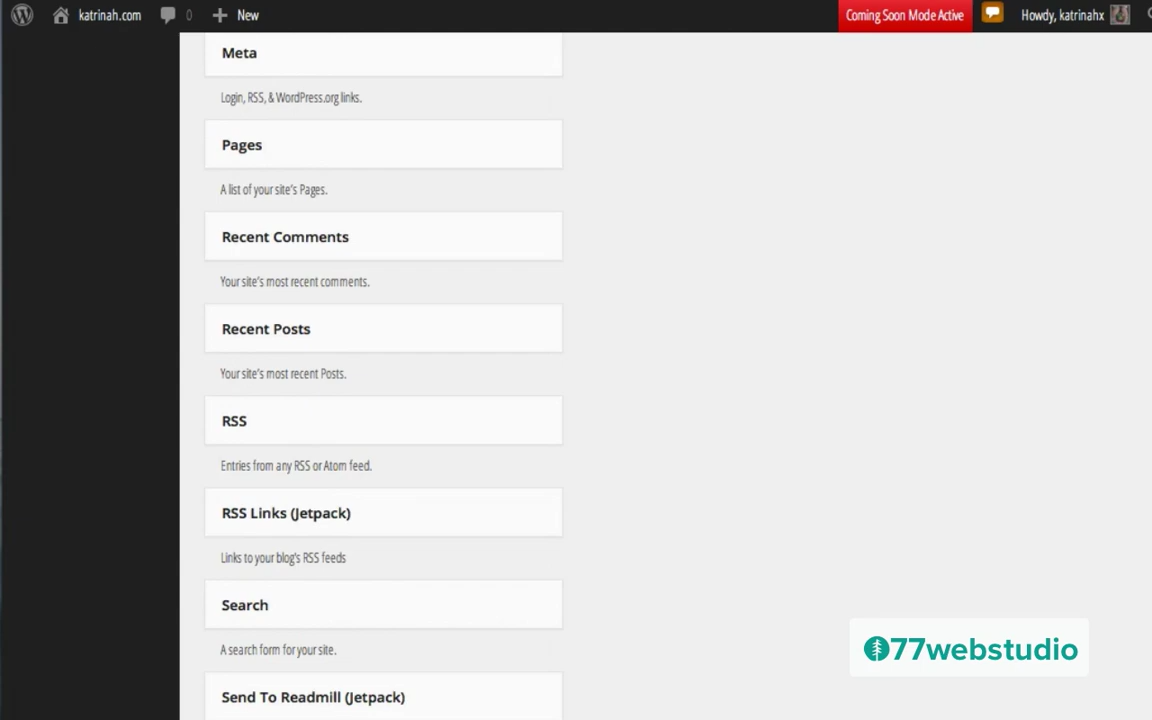 katrinah.com 0 New Coming Soon Mode Active Howdy, katrinahx
Meta
Login, RSS, & WordPress.org links.
Pages
A list of your site's Pages.
Recent Comments
Your site's most recent comments.
Recent Posts
Your site's most recent Posts.
RSS
Entries from any RSS or Atom feed.
RSS Links (Jetpack)
Links to your blog's RSS feeds
Search
A search form for your site.
77webstudio
Send To Readmill (Jetpack)